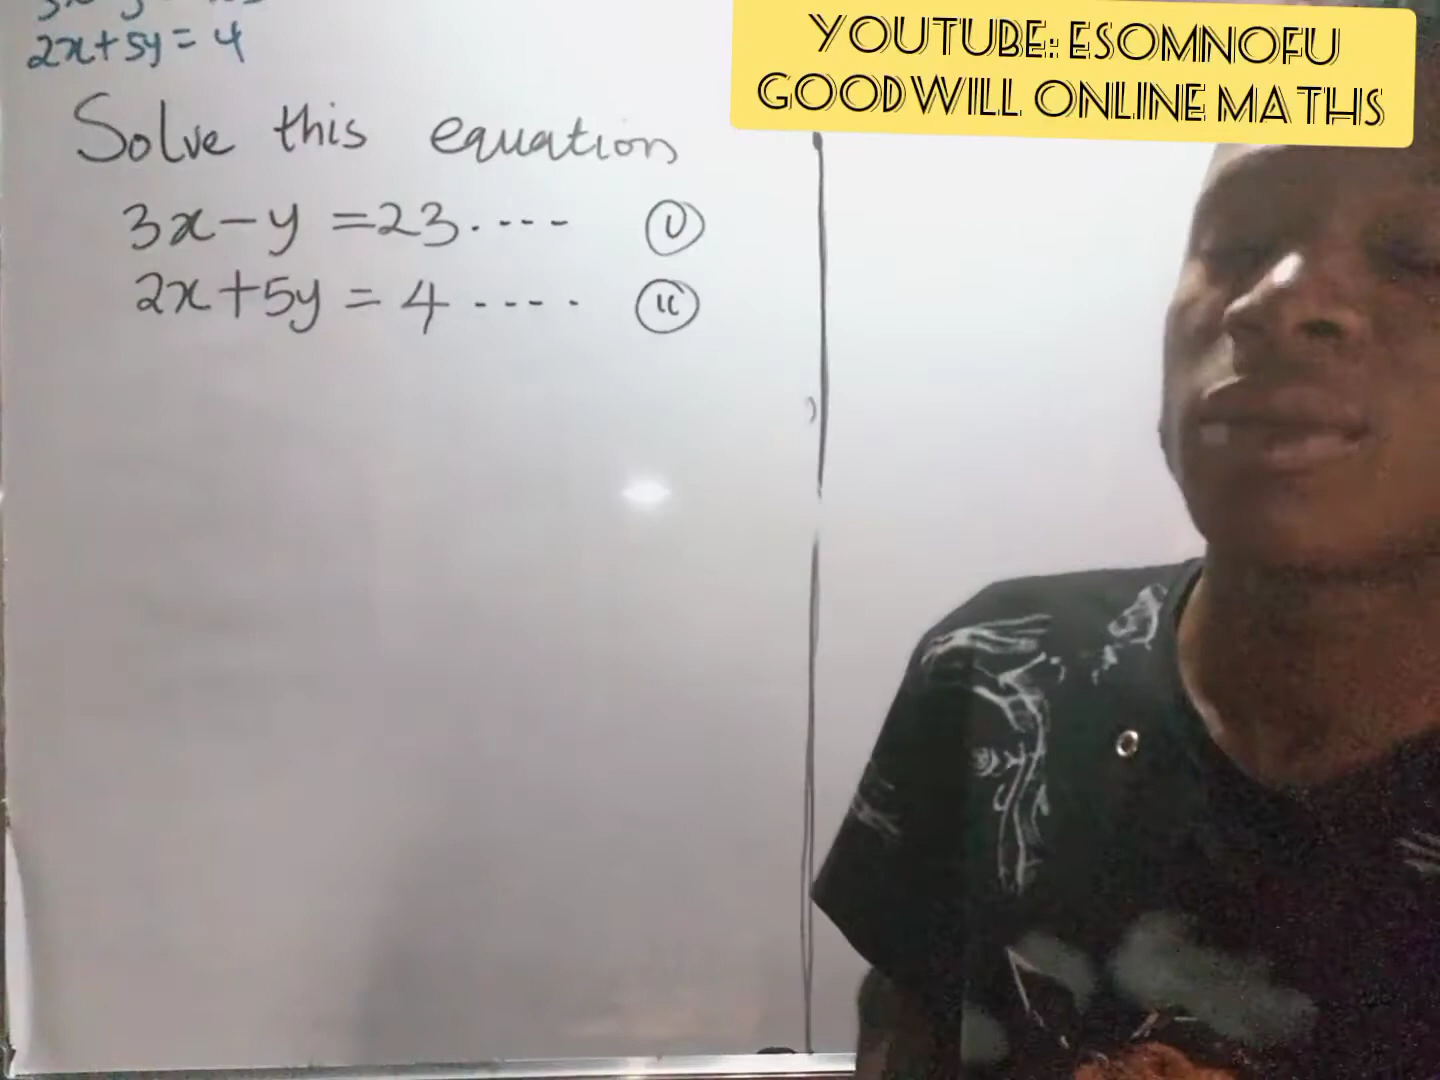 2x+5y=4
Solve this equation
3x-y=23.---
2x+5y=4----
(ii)
YOUTUBE: ESOMNOFU
GOODWILL ONLINE MATHS